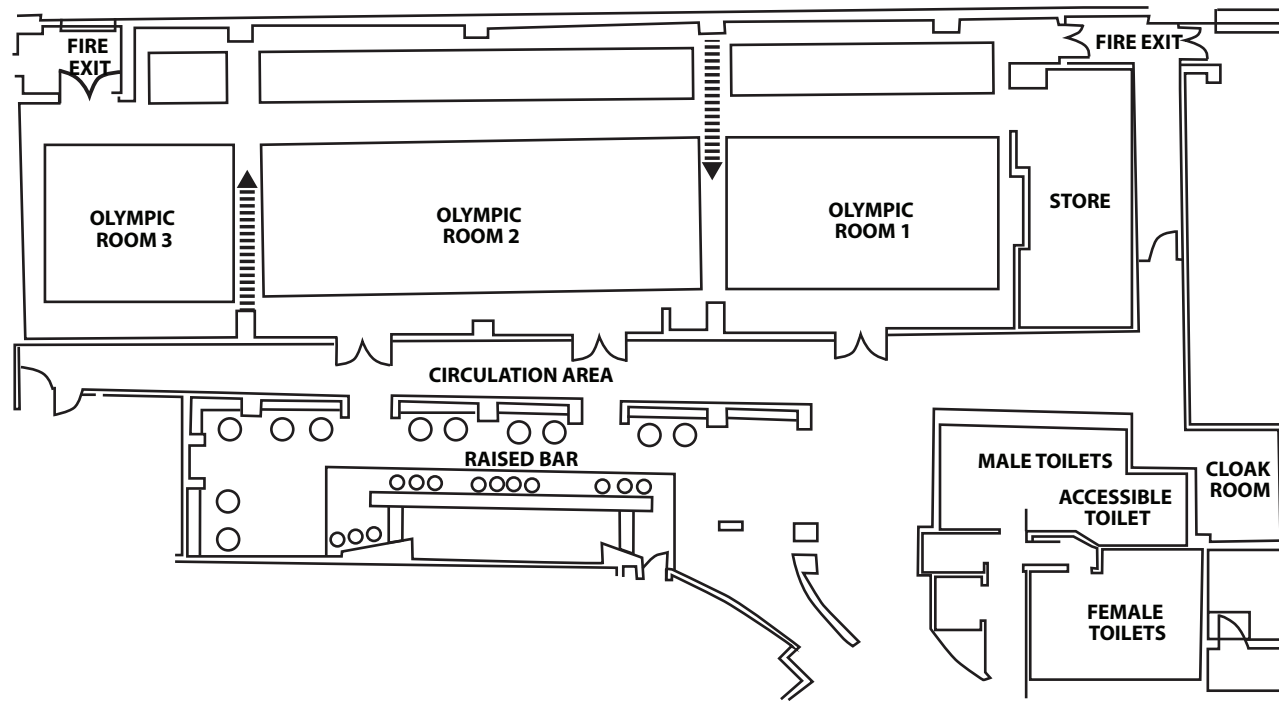 FIRE
EXIT
FIRE EXIT
OLYMPIC
ROOM 3
OLYMPIC
ROOM 2
OLYMPIC
ROOM 1
STORE
CIRCULATION AREA
RAISED BAR
MALE TOILETS
ACCESSIBLE
TOILET
CLOAK
ROOM
FEMALE
TOILETS